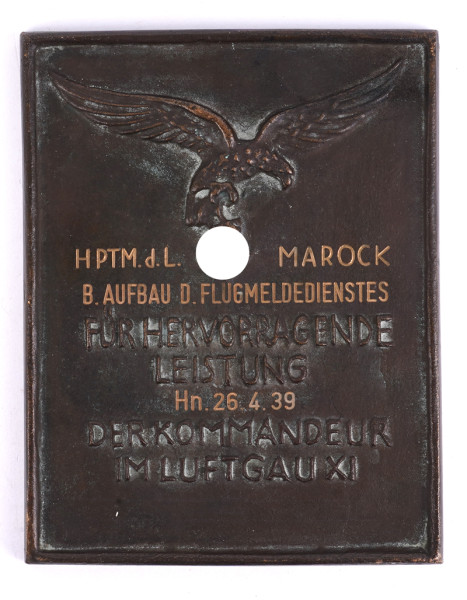 HPTM. d. L. MAROCK
B. AUFBAU D. FLUGMELDEDIENSTES
FÜR HERVORRAGENDE
LEISTUNG
Hn. 26. 4. 39
DER KOMMANDEUR
IM LUFTGAU XI